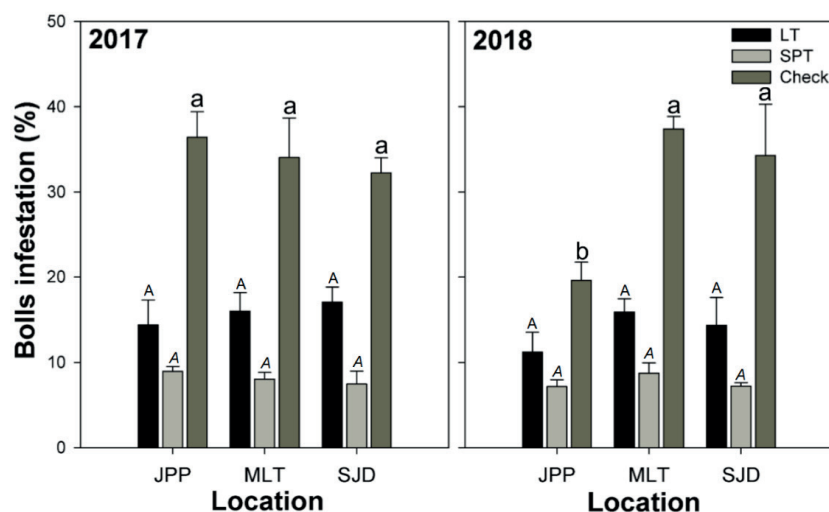 2017
2018
LT
SPT
Check
Bolls infestation (%)
50
40
30
20
10
0
a
a
a
A
A
A
A
A
A
a
a
b
A
A
A
A
A
A
JPP
MLT
SJD
JPP
MLT
SJD
Location
Location